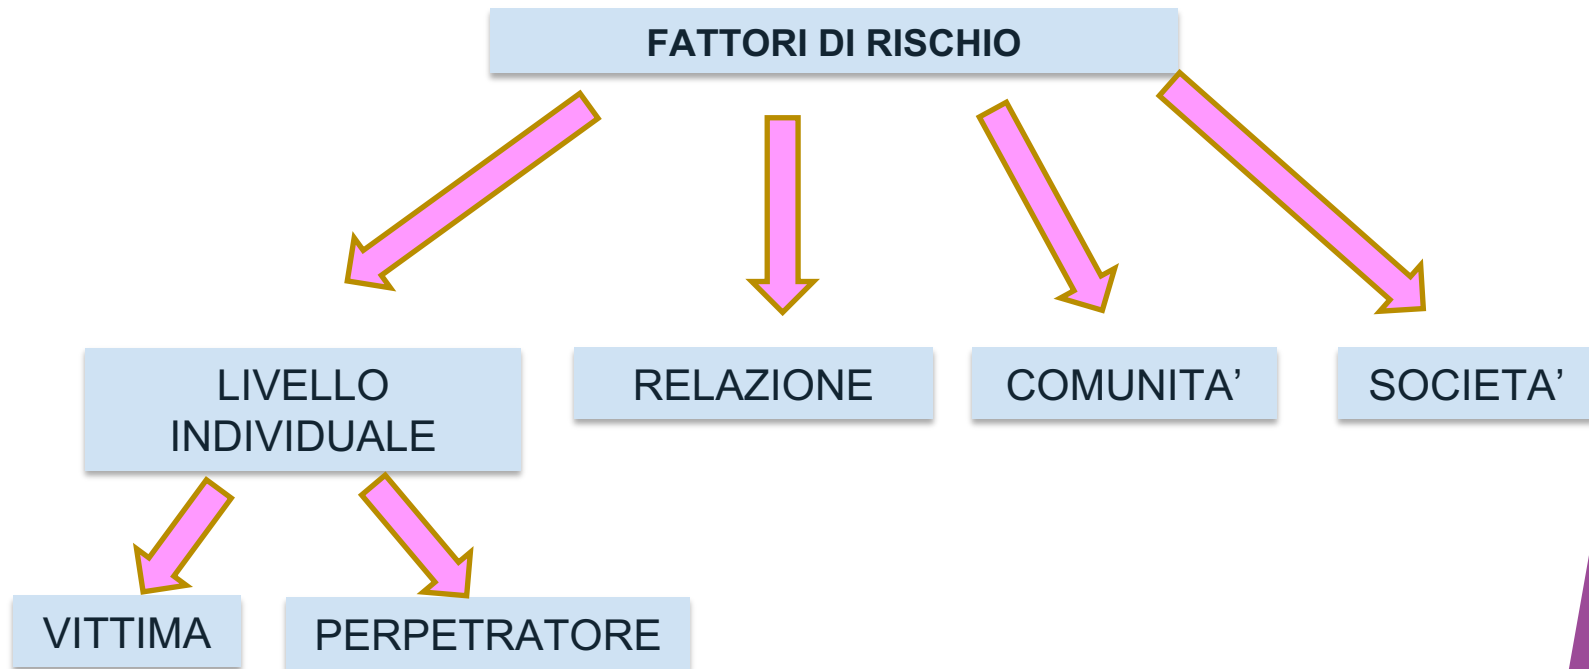 FATTORI DI RISCHIO
LIVELLO
INDIVIDUALE
RELAZIONE
COMUNITA’
SOCIETA’
VITTIMA
PERPETRATORE